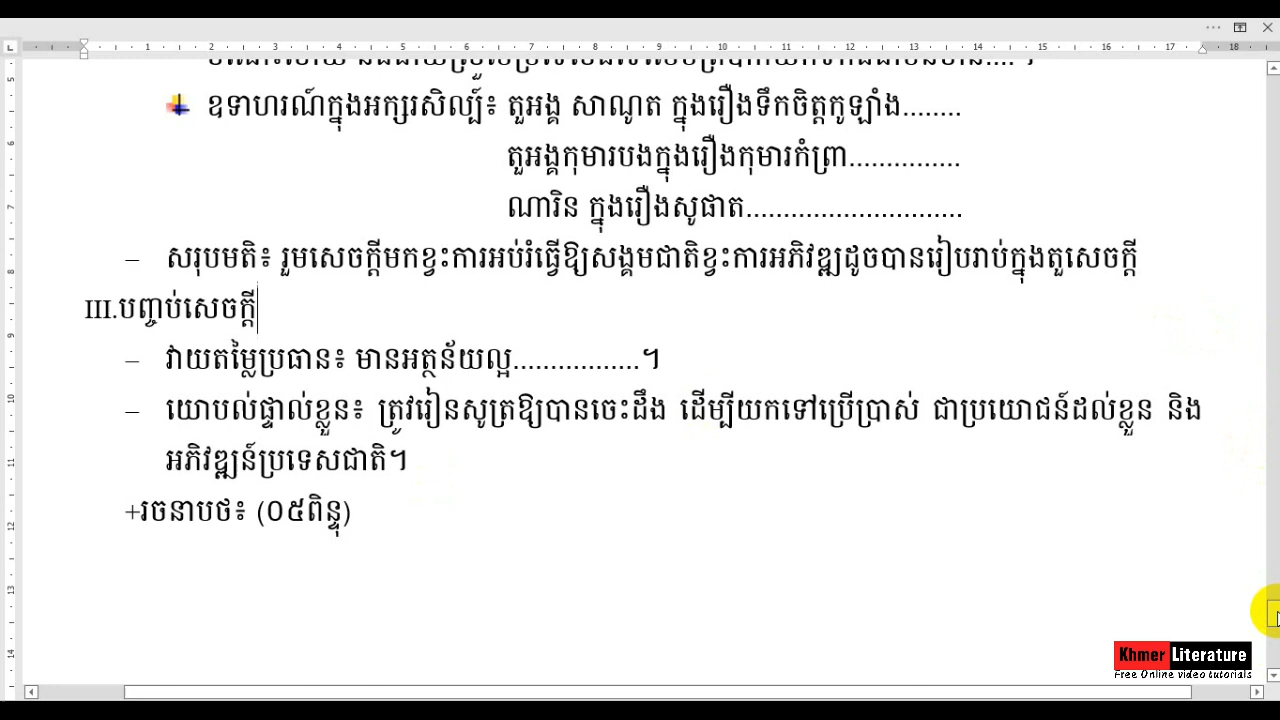 ឧទាហរណ៍ក្នុងអក្សរសិល្ប៍៖ តួអង្គ សាណូត ក្នុងរឿងទឹកចិត្តកូឡាំង........
តួអង្គកុមារបងក្នុងរឿងកុមារកំព្រា...............
ណារិន ក្នុងរឿងសូផាត.............................
– សរុបមតិ៖ រួមសេចក្តីមកខ្វះការអប់រំធ្វើឱ្យសង្គមជាតិខ្វះការអភិវឌ្ឍដូចបានរៀបរាប់ក្នុងតួសេចក្តី
III.បញ្ចប់សេចក្តី
– វាយតម្លៃប្រធាន៖ មានអត្ថន័យល្អ.................។
– យោបល់ផ្ទាល់ខ្លួន៖ ត្រូវរៀនសូត្រឱ្យបានចេះដឹង ដើម្បីយកទៅប្រើប្រាស់ ជាប្រយោជន៍ដល់ខ្លួន និង
អភិវឌ្ឍន៍ប្រទេសជាតិ។
+រចនាបថ៖ (០៥ពិន្ទុ)
Khmer Literature
Free Online video tutorials